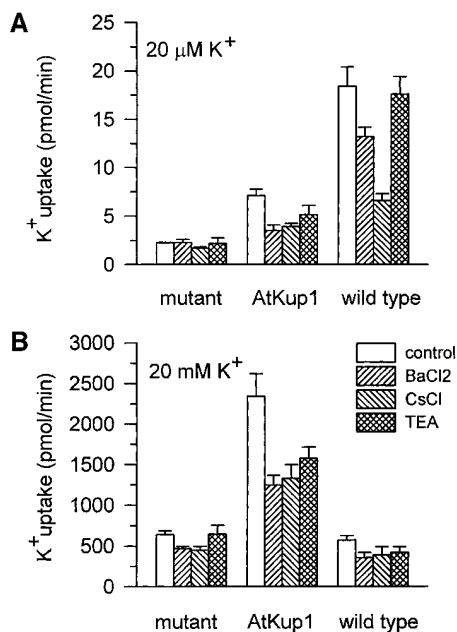 A
20 μM K+
K+ uptake (pmol/min)
25
20
15
10
5
0
mutant AtKup1 wild type
B
20 mM K+
K+ uptake (pmol/min)
3000
2500
2000
1500
1000
500
0
control
BaCl2
CsCl
TEA
mutant AtKup1 wild type